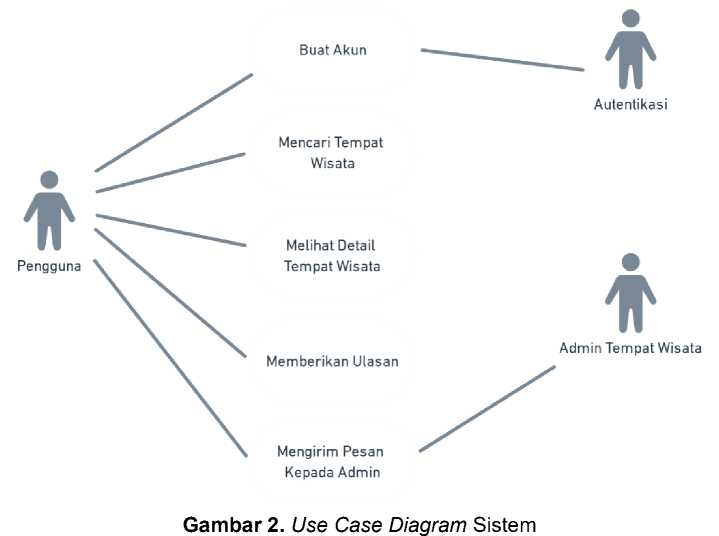 Buat Akun
Autentikasi
Mencari Tempat
Wisata
Pengguna
Melihat Detail
Tempat Wisata
Admin Tempat Wisata
Memberikan Ulasan
Mengirim Pesan
Kepada Admin
Gambar 2. Use Case Diagram Sistem